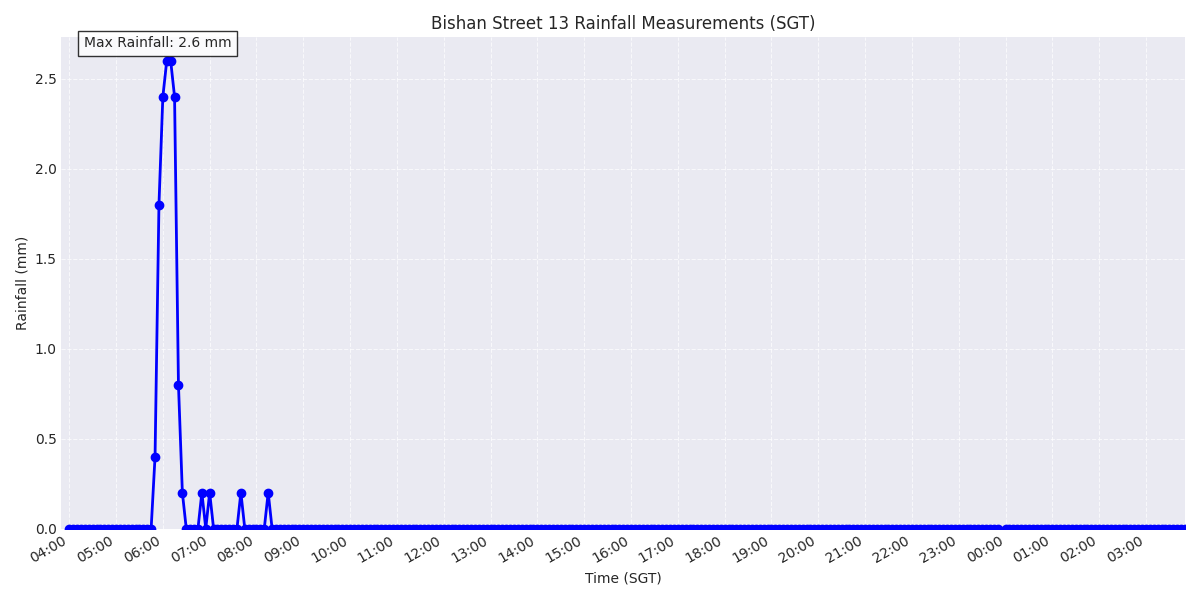 Bishan Street 13 Rainfall Measurements (SGT)
Max Rainfall: 2.6 mm
Rainfall (mm)
2.5
2.0
1.5
1.0
0.5
0.0
04:00 05:00 06:00 07:00 08:00 09:00 10:00 11:00 12:00 13:00 14:00 15:00 16:00 17:00 18:00 19:00 20:00 21:00 22:00 23:00 00:00 01:00 02:00 03:00
Time (SGT)